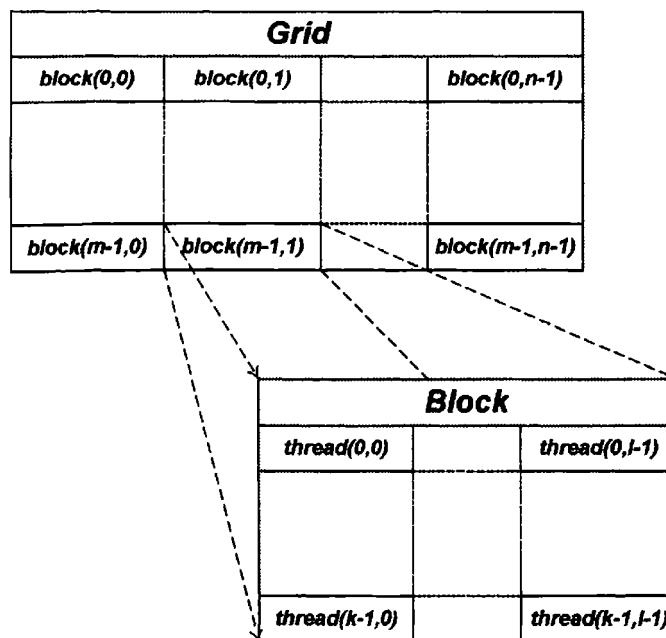 Grid
block(0,0) block(0,1) block(0,n-1)
block(m-1,0) block(m-1,1) block(m-1,n-1)
Block
thread(0,0) thread(0,l-1)
thread(k-1,0) thread(k-1,l-1)